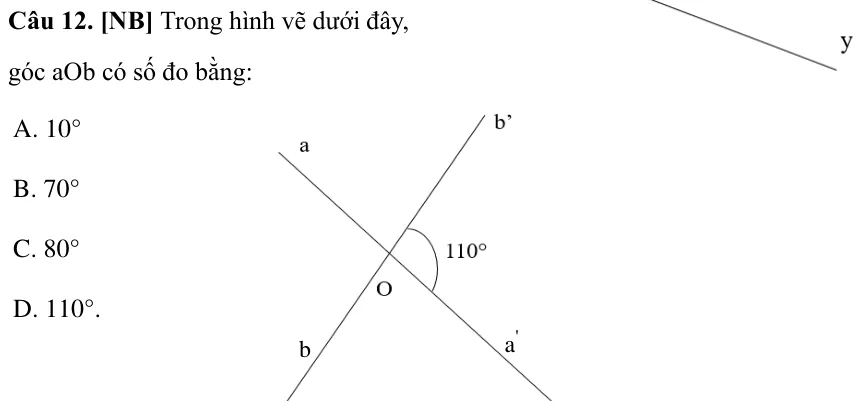 Câu 12. [NB] Trong hình vẽ dưới đây,
góc aOb có số đo bằng:
A. 10°
B. 70°
C. 80°
D. 110°.
y
b’
a
110°
O
b
a'